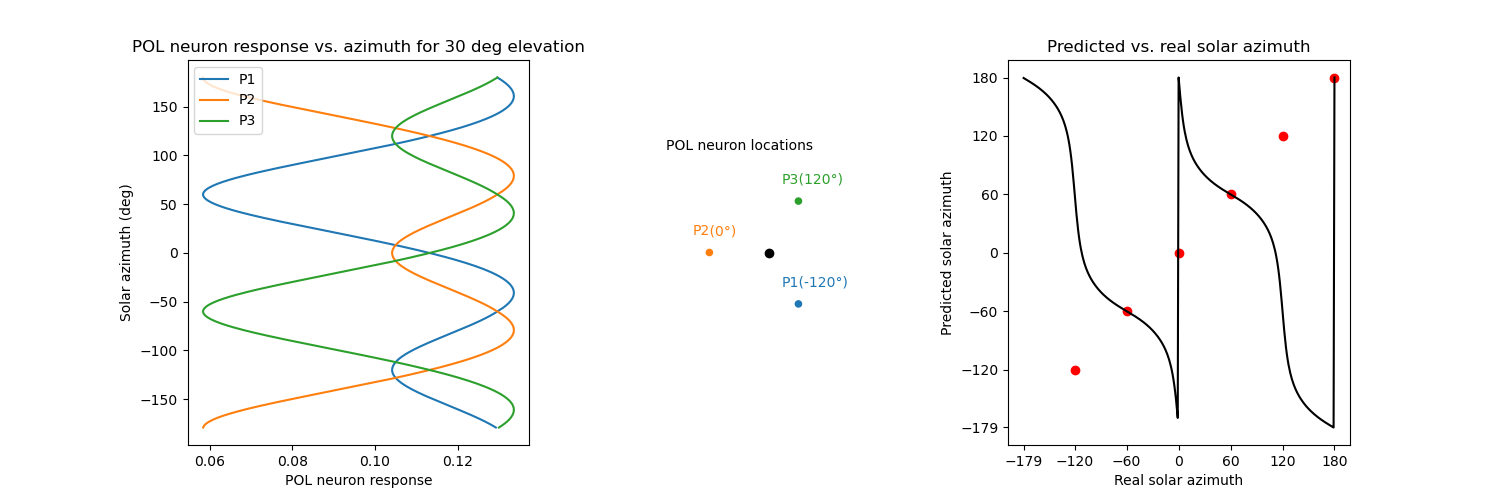 POL neuron response vs. azimuth for 30 deg elevation
P1
P2
P3
150
100
50
0
−50
−100
−150
Solar azimuth (deg)
0.06
0.08
0.10
0.12
POL neuron response
POL neuron locations
P3(120°)
P2(0°)
P1(-120°)
Predicted vs. real solar azimuth
180
120
60
0
−60
−120
−179
Predicted solar azimuth
−179
−120
−60
0
60
120
180
Real solar azimuth